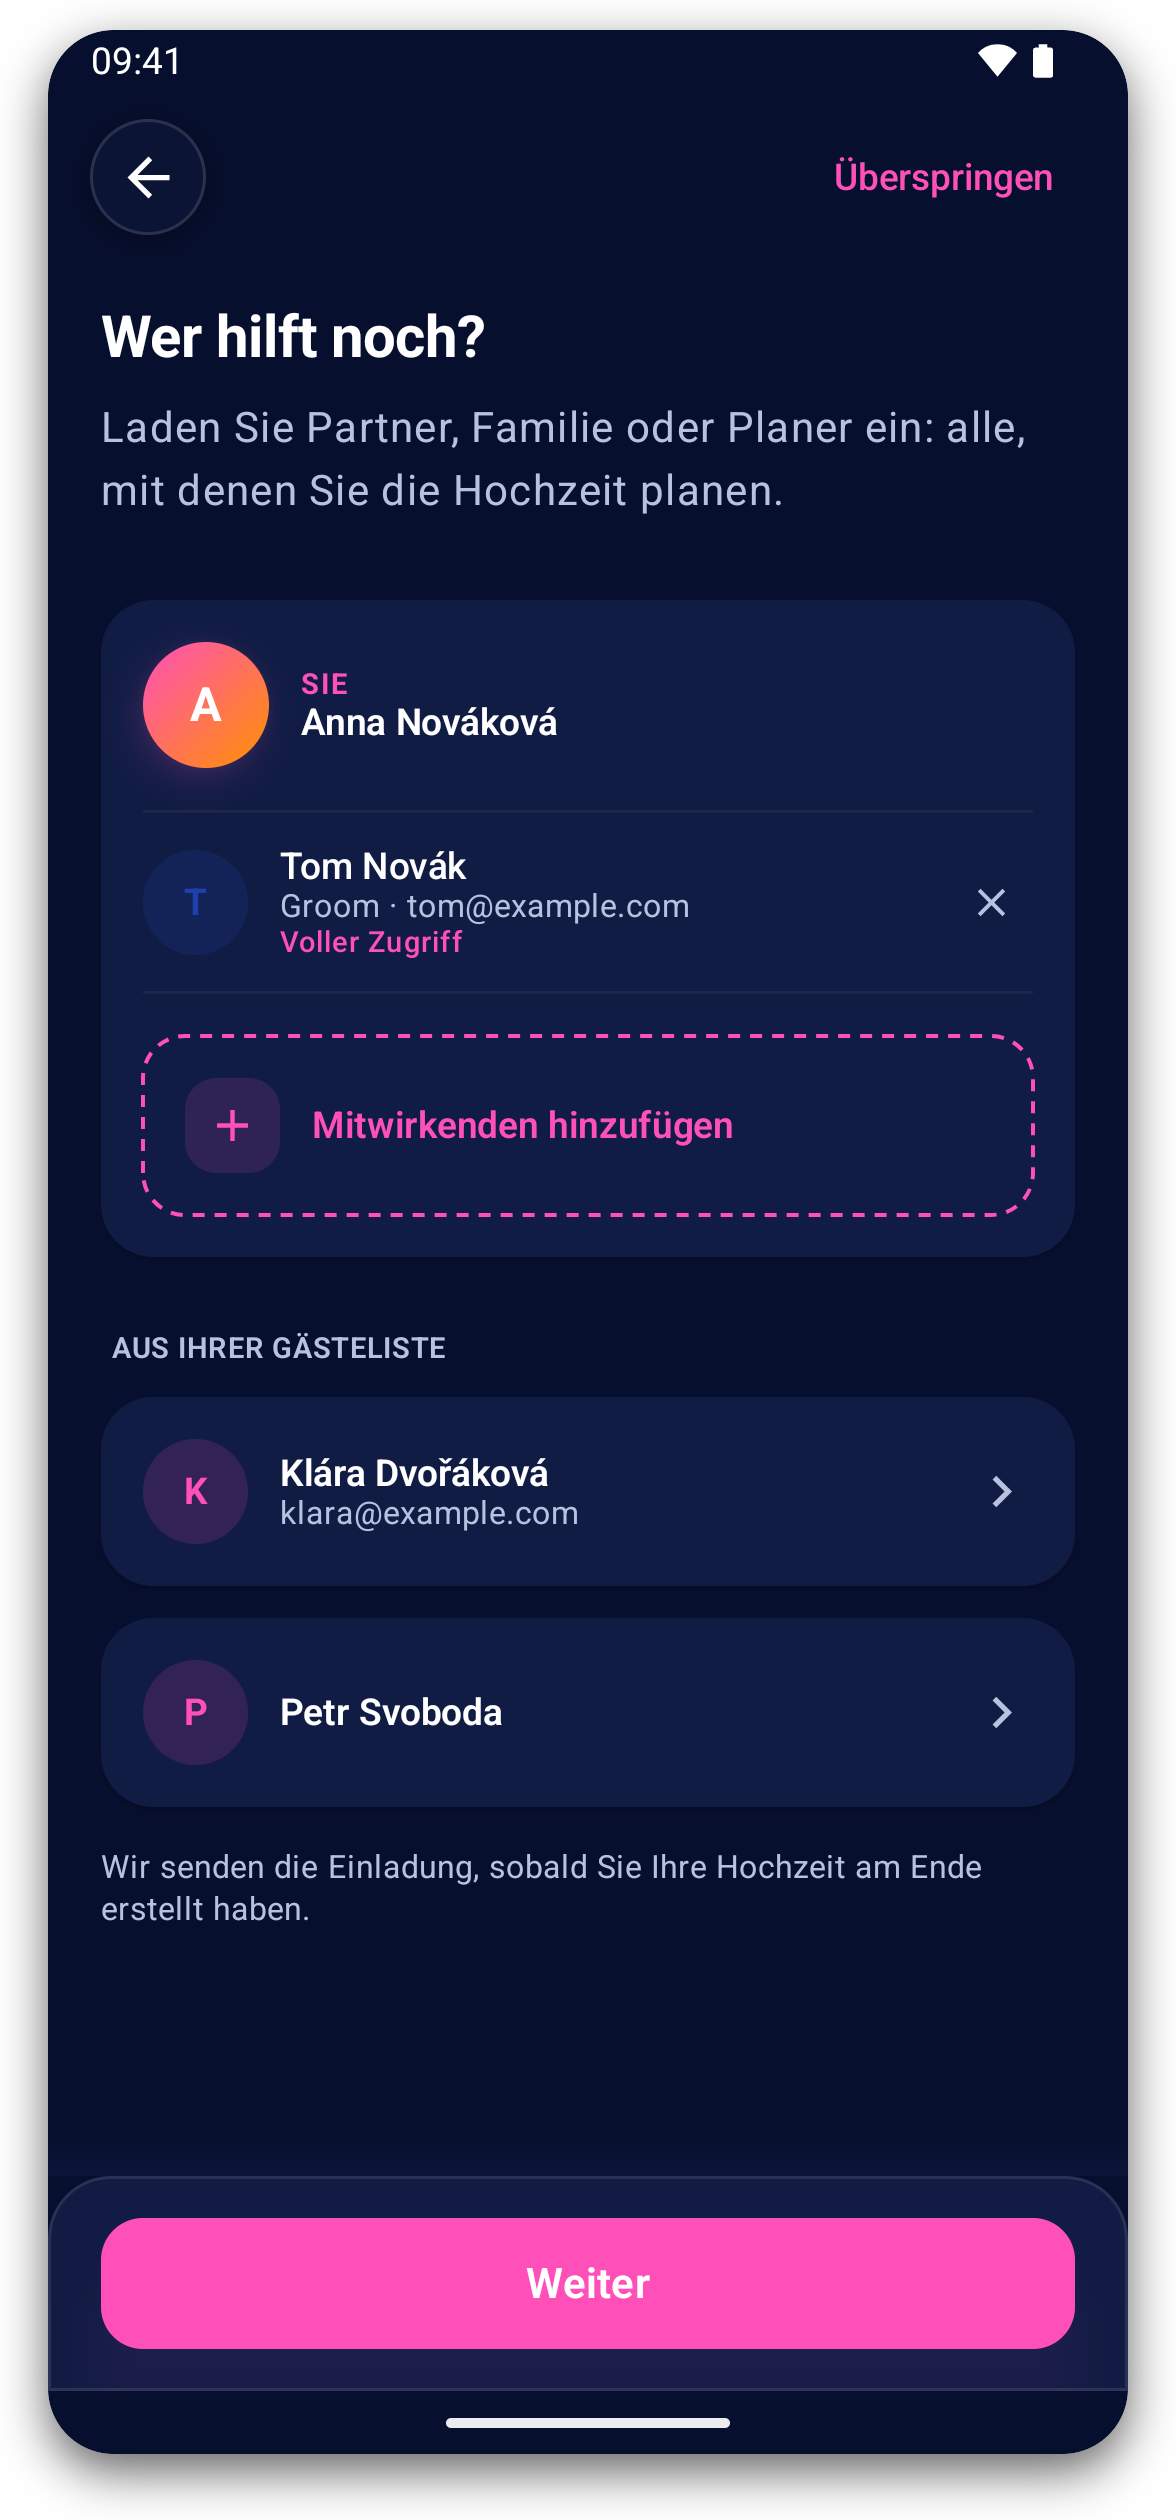 09:41
Überspringen
Wer hilft noch?
Laden Sie Partner, Familie oder Planer ein: alle,
mit denen Sie die Hochzeit planen.
A
SIE
Anna Nováková
T
Tom Novák
Groom · tom@example.com
Voller Zugriff
Mitwirkenden hinzufügen
AUS IHRER GÄSTELISTE
K
Klára Dvořáková
klara@example.com
P
Petr Svoboda
Wir senden die Einladung, sobald Sie Ihre Hochzeit am Ende
erstellt haben.
Weiter